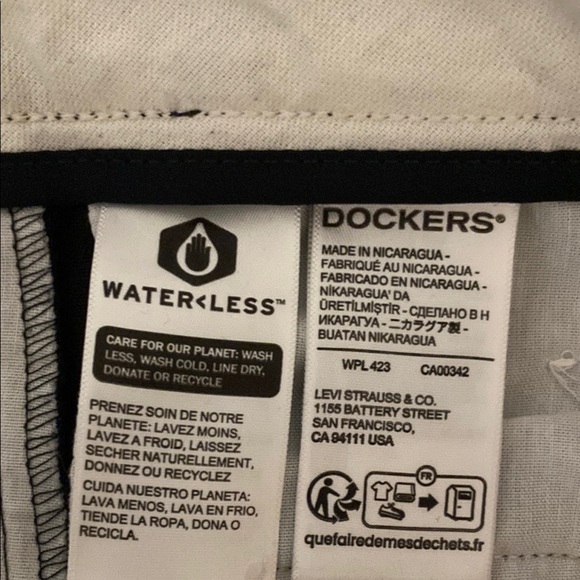 WATER<LESS™
CARE FOR OUR PLANET: WASH
LESS, WASH COLD, LINE DRY,
DONATE OR RECYCLE
PRENEZ SOIN DE NOTRE
PLANETE: LAVEZ MOINS,
LAVEZ A FROID, LAISSEZ
SECHER NATURELLEMENT,
DONNEZ OU RECYCLEZ
CUIDA NUESTRO PLANETA:
LAVA MENOS, LAVA EN FRIO,
TIENDE LA ROPA, DONA O
RECICLA.
DOCKERS®
MADE IN NICARAGUA -
FABRIQUÉ AU NICARAGUA -
FABRICADO EN NICARAGUA -
NİKARAGUA' DA
ÜRETİLMİŞTİR - СДЕЛАНО В Н
ИКАРАГУА - ニカラグア製 -
BUATAN NIKARAGUA
WPL 423 CA00342
LEVI STRAUSS & CO.
1155 BATTERY STREET
SAN FRANCISCO,
CA 94111 USA
FR
quefairedemesdechets.fr